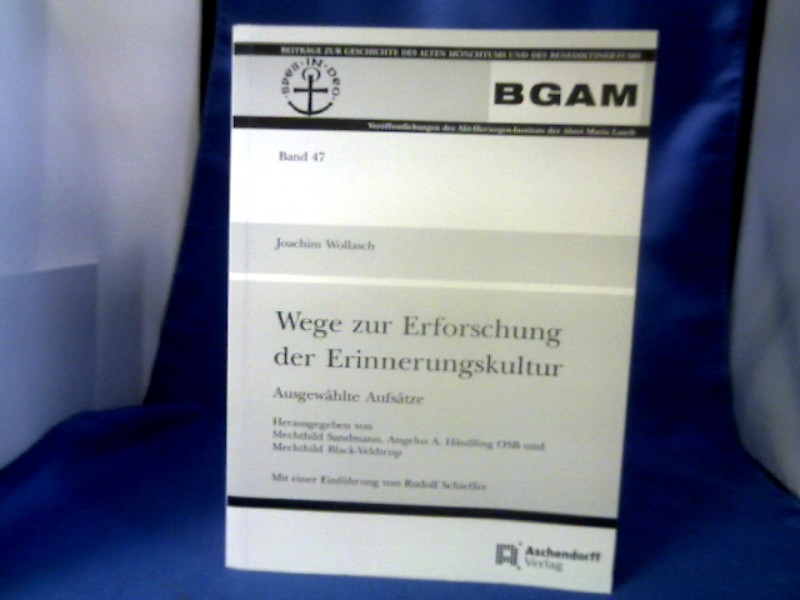 BEITRÄGE ZUR GESCHICHTE DES ALTEN MÖNCHTUMS UND DES BENEDIKTINERTUMS
SPES · IN · DEO
BGAM
Veröffentlichungen des Abt-Herwegen-Instituts der Abtei Maria Laach
Band 47
Joachim Wollasch
Wege zur Erforschung
der Erinnerungskultur
Ausgewählte Aufsätze
Herausgegeben von
Mechthild Sandmann, Angelus A. Häußling OSB und
Mechthild Black-Veldtrup
Mit einer Einführung von Rudolf Schieffer
Aschendorff
Verlag